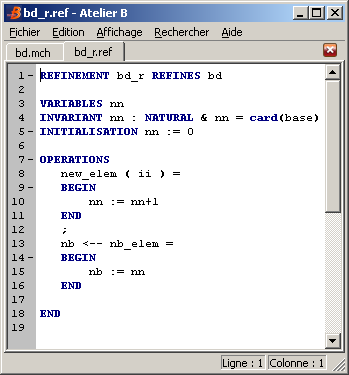 bd_r.ref - Atelier B
Fichier Edition Affichage Rechercher Aide
bd.mch bd_r.ref
1 REFINEMENT bd_r REFINES bd
2
3 VARIABLES nn
4 INVARIANT nn : NATURAL & nn = card(base)
5 INITIALISATION nn := 0
6
7 OPERATIONS
8 new_elem ( ii ) =
9 BEGIN
10 nn := nn+1
11 END
12 ;
13 nb <-- nb_elem =
14 BEGIN
15 nb := nn
16 END
17
18 END
19
Ligne : 1 Colonne : 1